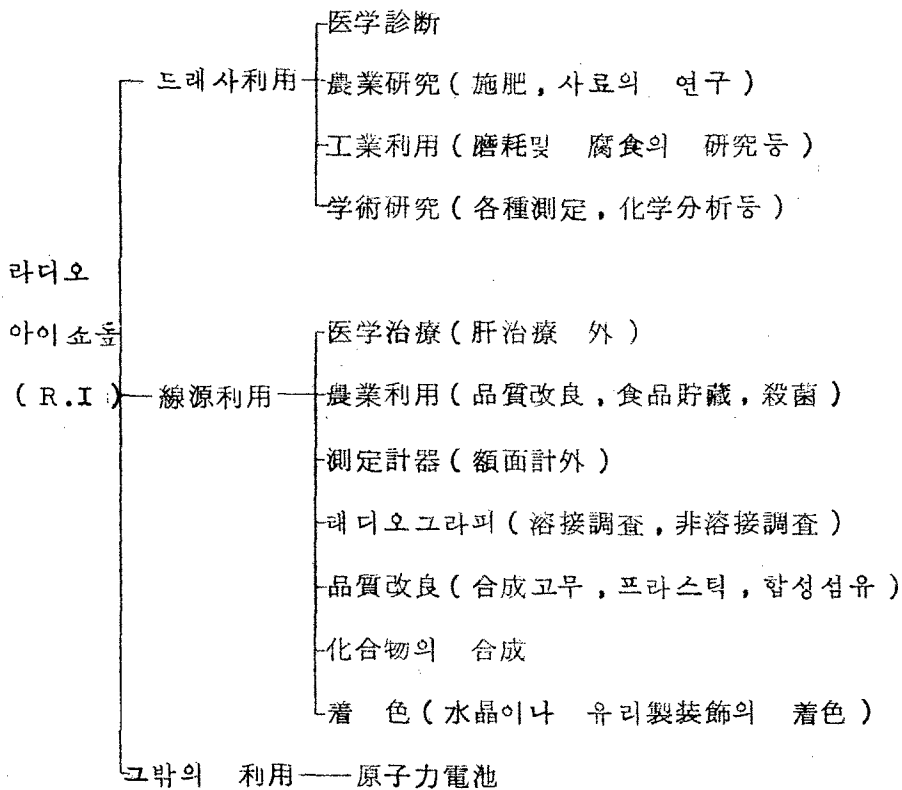 医学診断
드래사利用
農業研究(施肥,사료의 연구)
工業利用(磨耗및 腐食의 研究등)
学術研究(各種測定,化学分析등)
라디오
아이쏘톺
(R.I)
線源利用
医学治療(肝治療 外)
農業利用(品質改良,食品貯蔵,殺菌)
測定計器(額面計外)
래디오그라피(溶接調査,非溶接調査)
品質改良(合成고무,프라스틱,합성섬유)
化合物의 合成
着 色(水晶이나 유리製装飾의 着色)
그밖의 利用
原子力電池